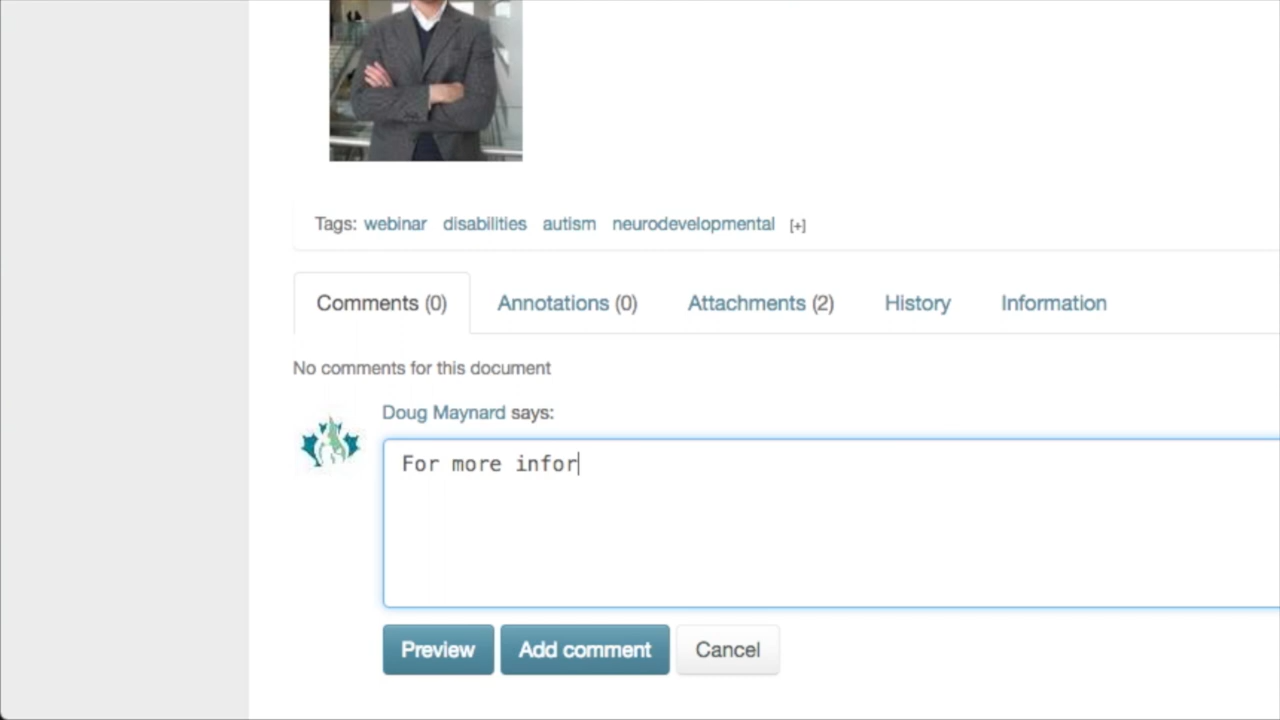 Tags: webinar disabilities autism neurodevelopmental [+]
Comments (0) Annotations (0) Attachments (2) History Information
No comments for this document
Doug Maynard says:
For more infor
Preview Add comment Cancel